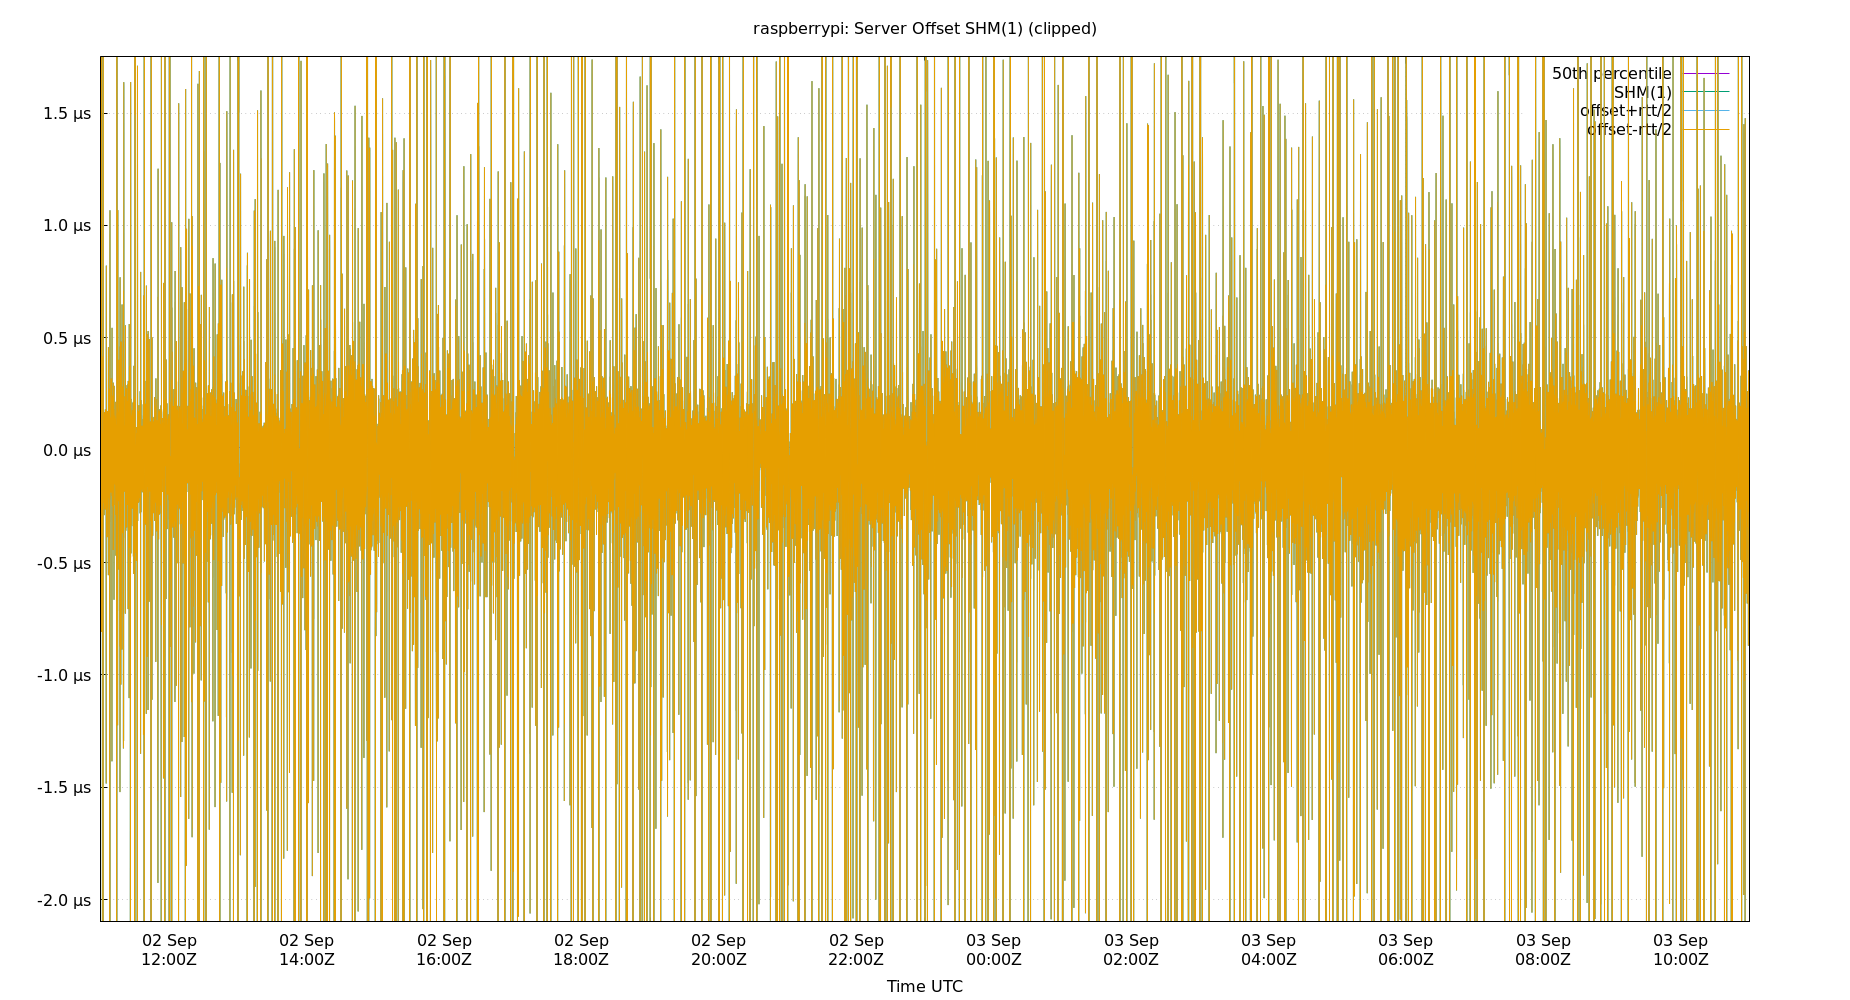 raspberrypi: Server Offset SHM(1) (clipped)
50th percentile
SHM(1)
offset+rtt/2
offset-rtt/2
1.5 µs
1.0 µs
0.5 µs
0.0 µs
-0.5 µs
-1.0 µs
-1.5 µs
-2.0 µs
02 Sep 02 Sep 02 Sep 02 Sep 02 Sep 02 Sep 03 Sep 03 Sep 03 Sep 03 Sep 03 Sep 03 Sep
12:00Z 14:00Z 16:00Z 18:00Z 20:00Z 22:00Z 00:00Z 02:00Z 04:00Z 06:00Z 08:00Z 10:00Z
Time UTC